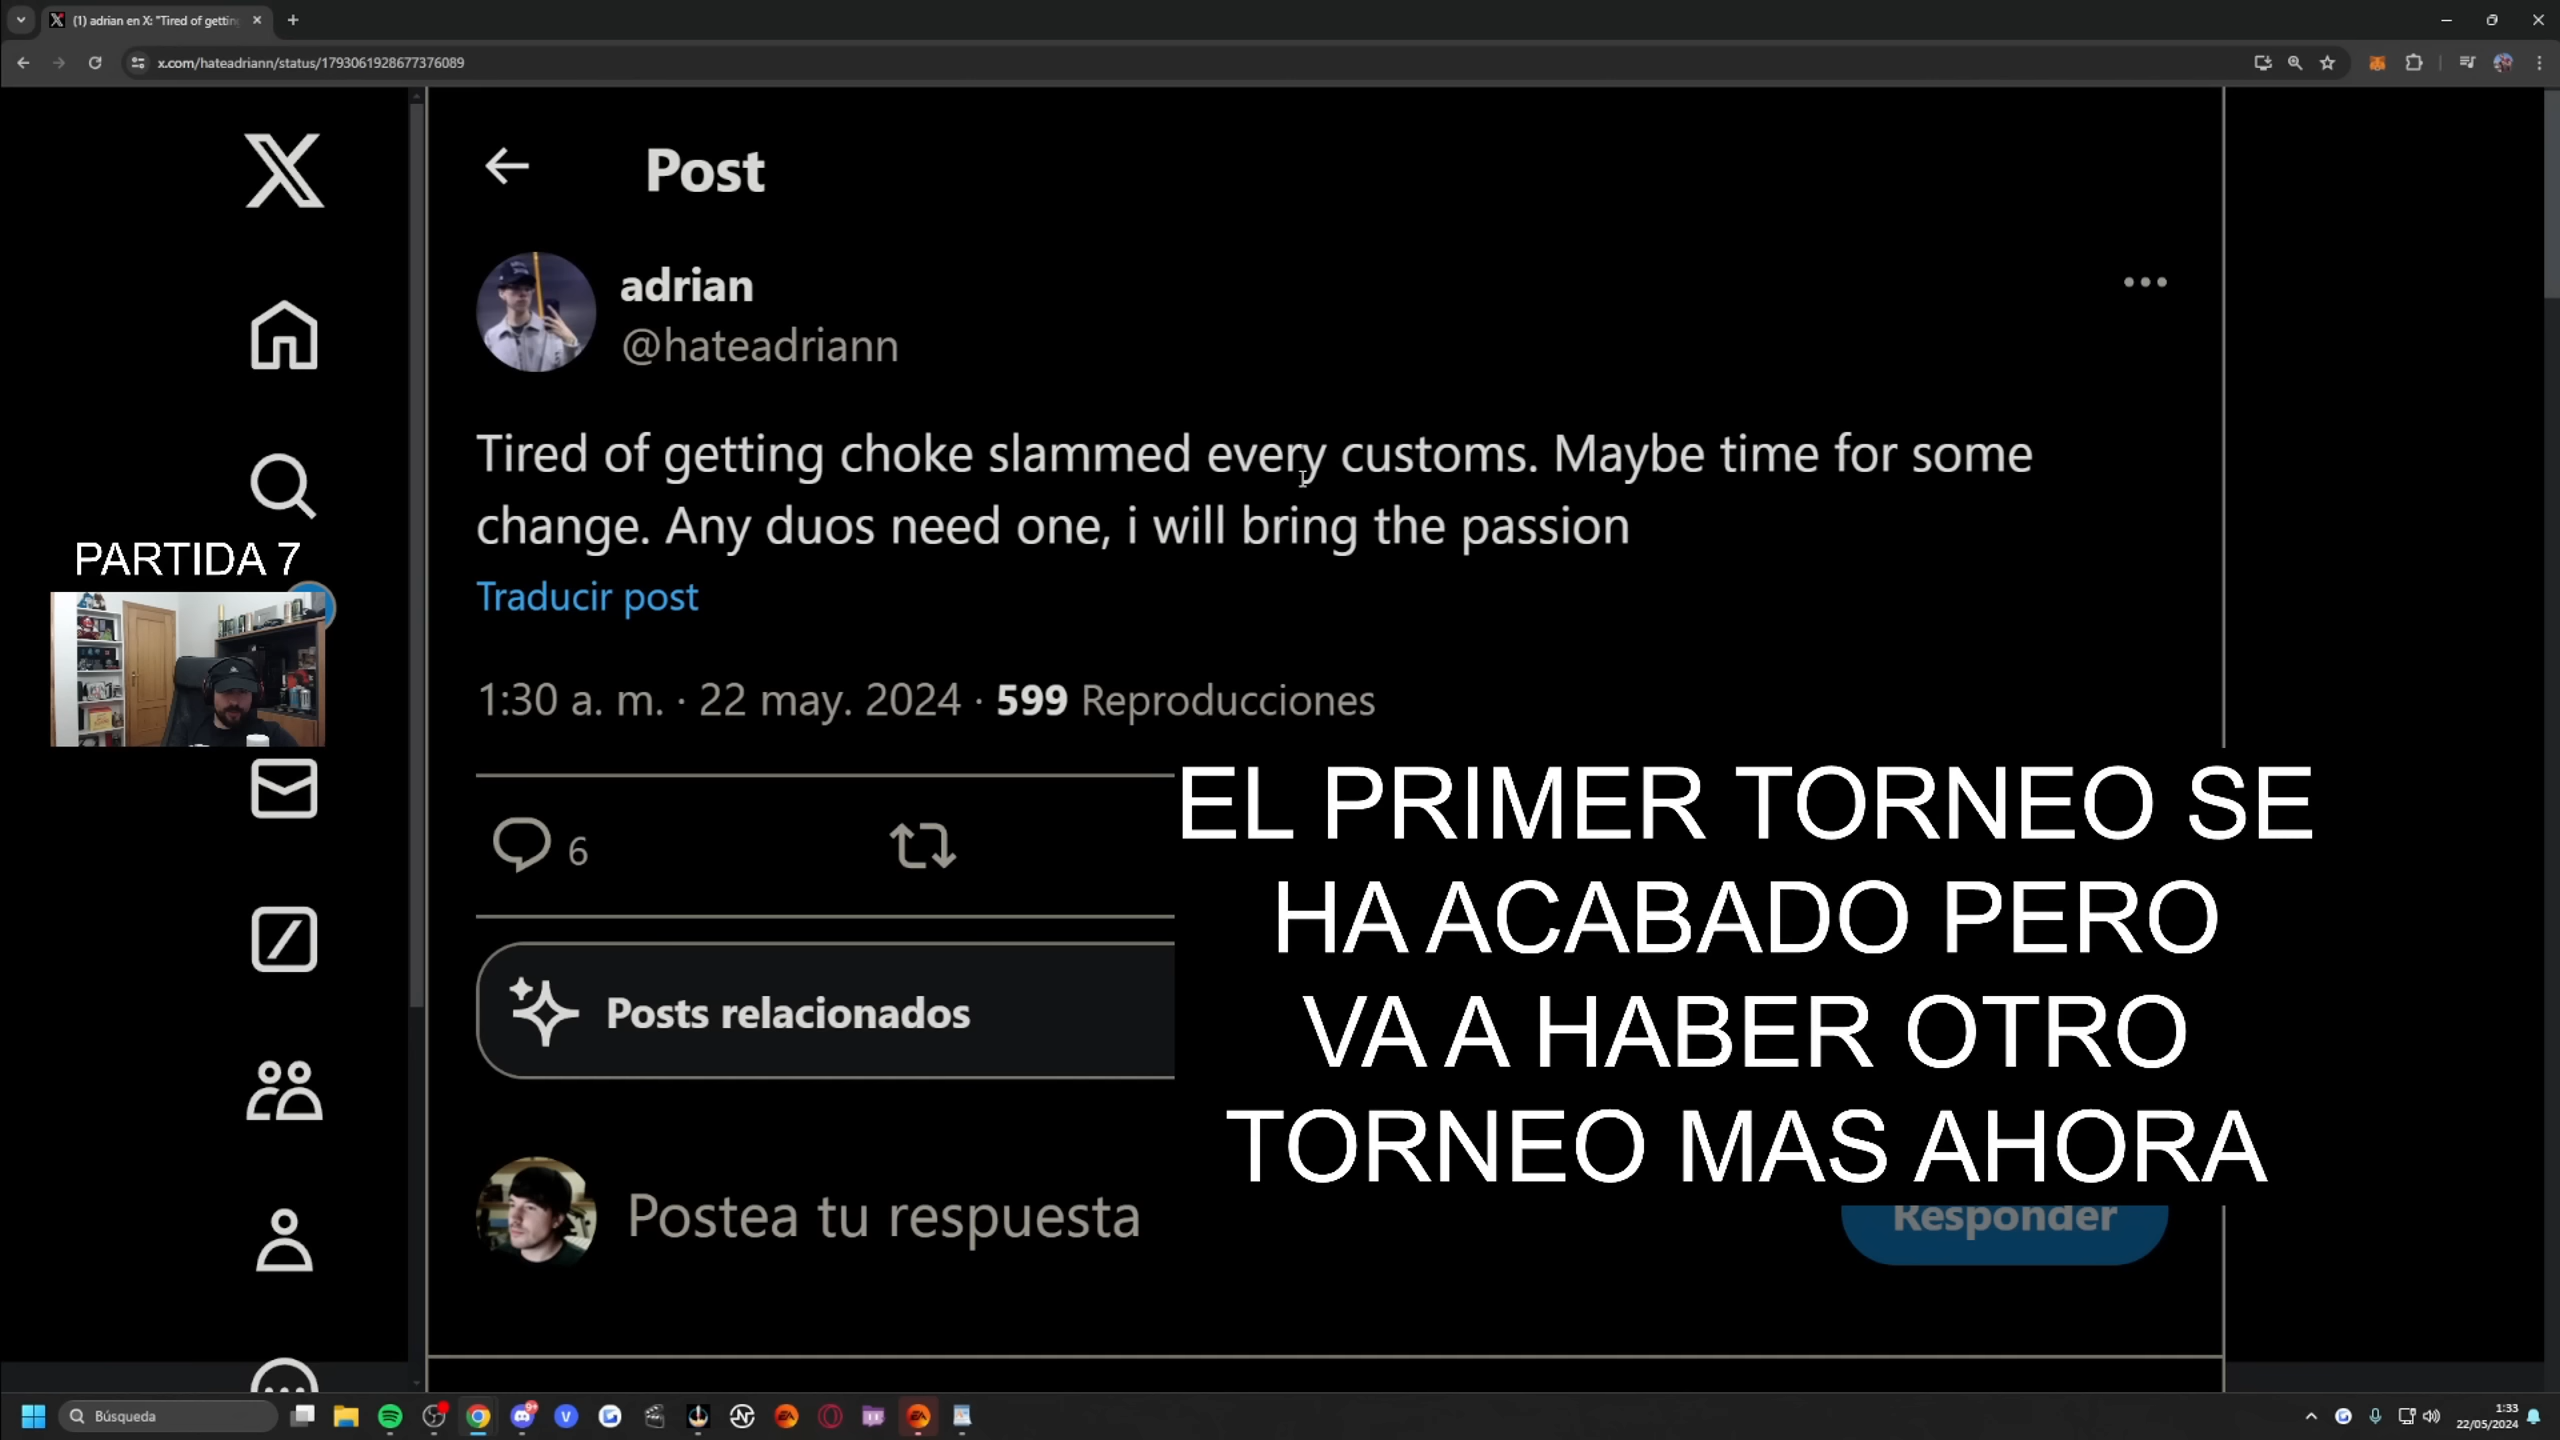 (1) adrian en X: "Tired of gettin
x.com/hateadriann/status/1793061928677376089
Post
adrian
@hateadriann
Tired of getting choke slammed every customs. Maybe time for some
change. Any duos need one, i will bring the passion
Traducir post
PARTIDA 7
1:30 a. m. · 22 may. 2024 · 599 Reproducciones
6
EL PRIMER TORNEO SE
HA ACABADO PERO
VA A HABER OTRO
TORNEO MAS AHORA
Posts relacionados
Postea tu respuesta
Responder
Búsqueda
1:33
22/05/2024